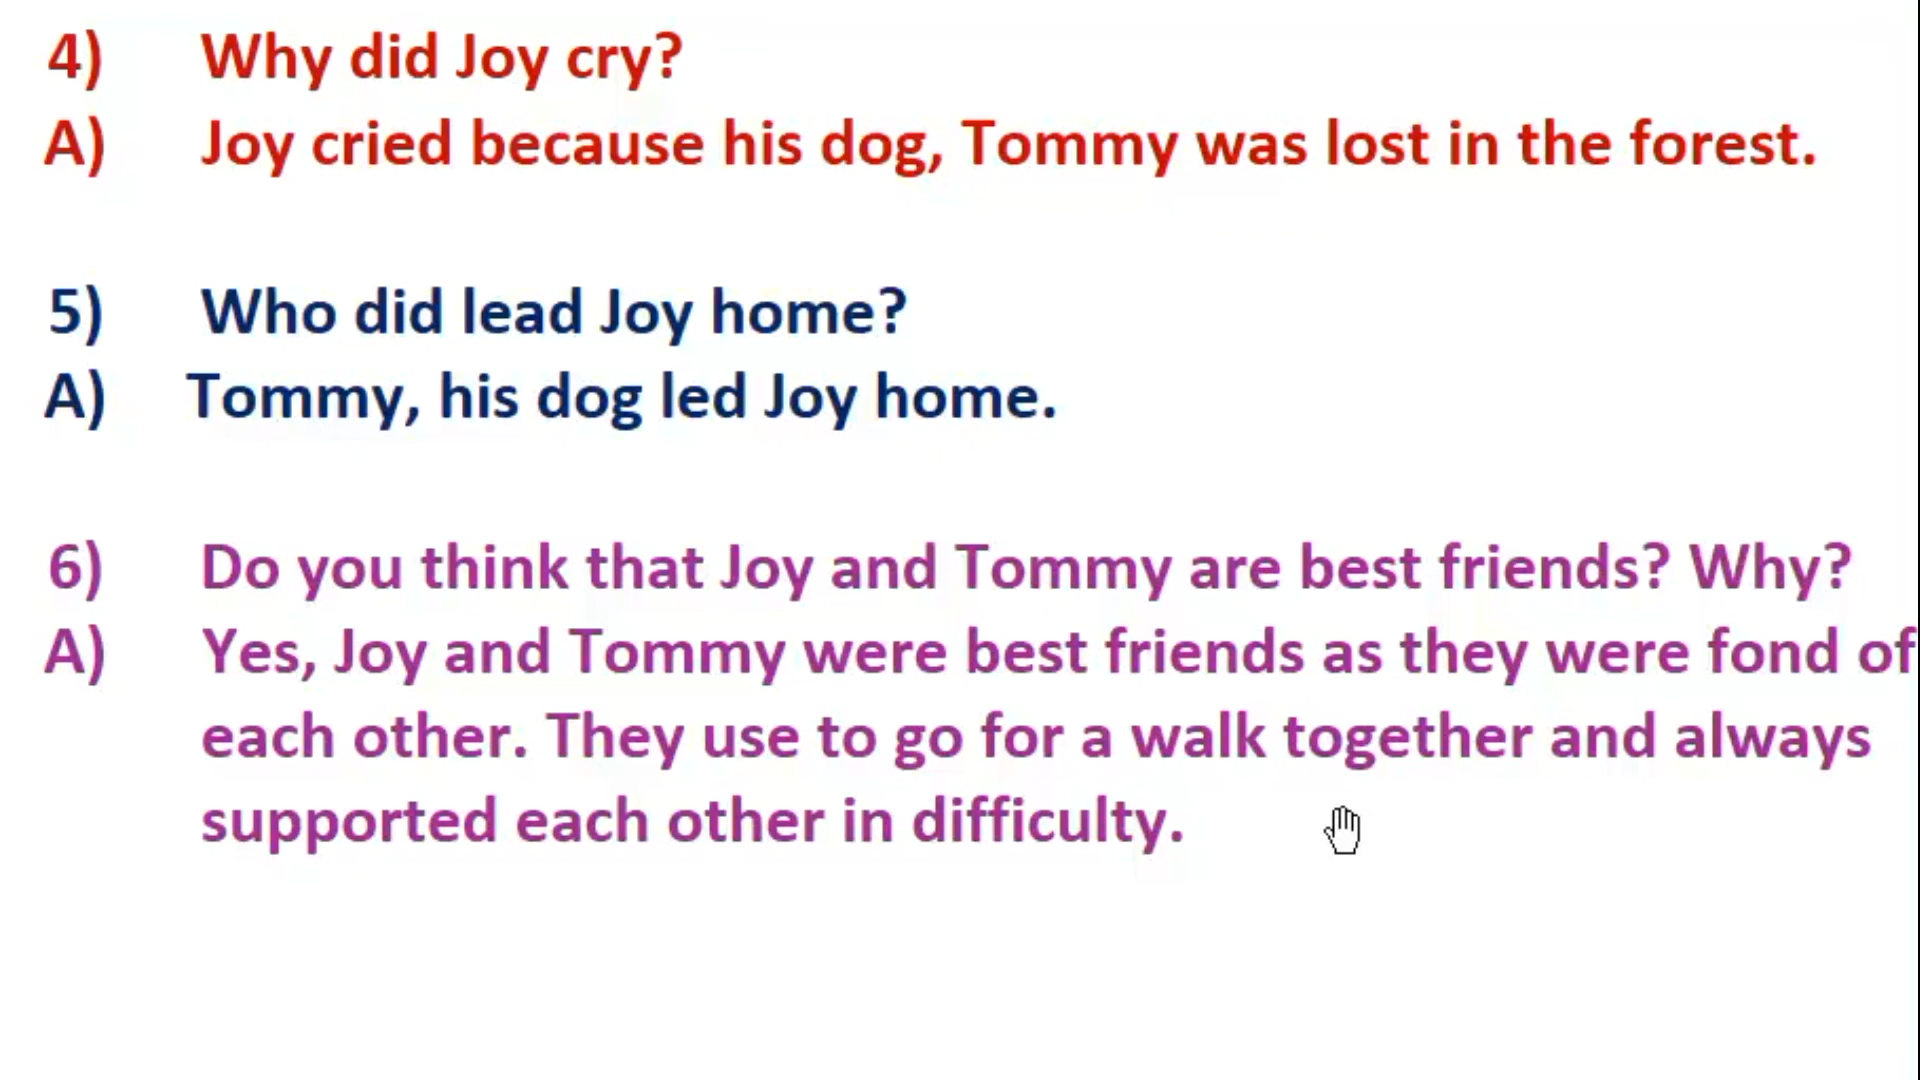 4) Why did Joy cry?
A) Joy cried because his dog, Tommy was lost in the forest.
5) Who did lead Joy home?
A) Tommy, his dog led Joy home.
6) Do you think that Joy and Tommy are best friends? Why?
A) Yes, Joy and Tommy were best friends as they were fond of
each other. They use to go for a walk together and always
supported each other in difficulty.